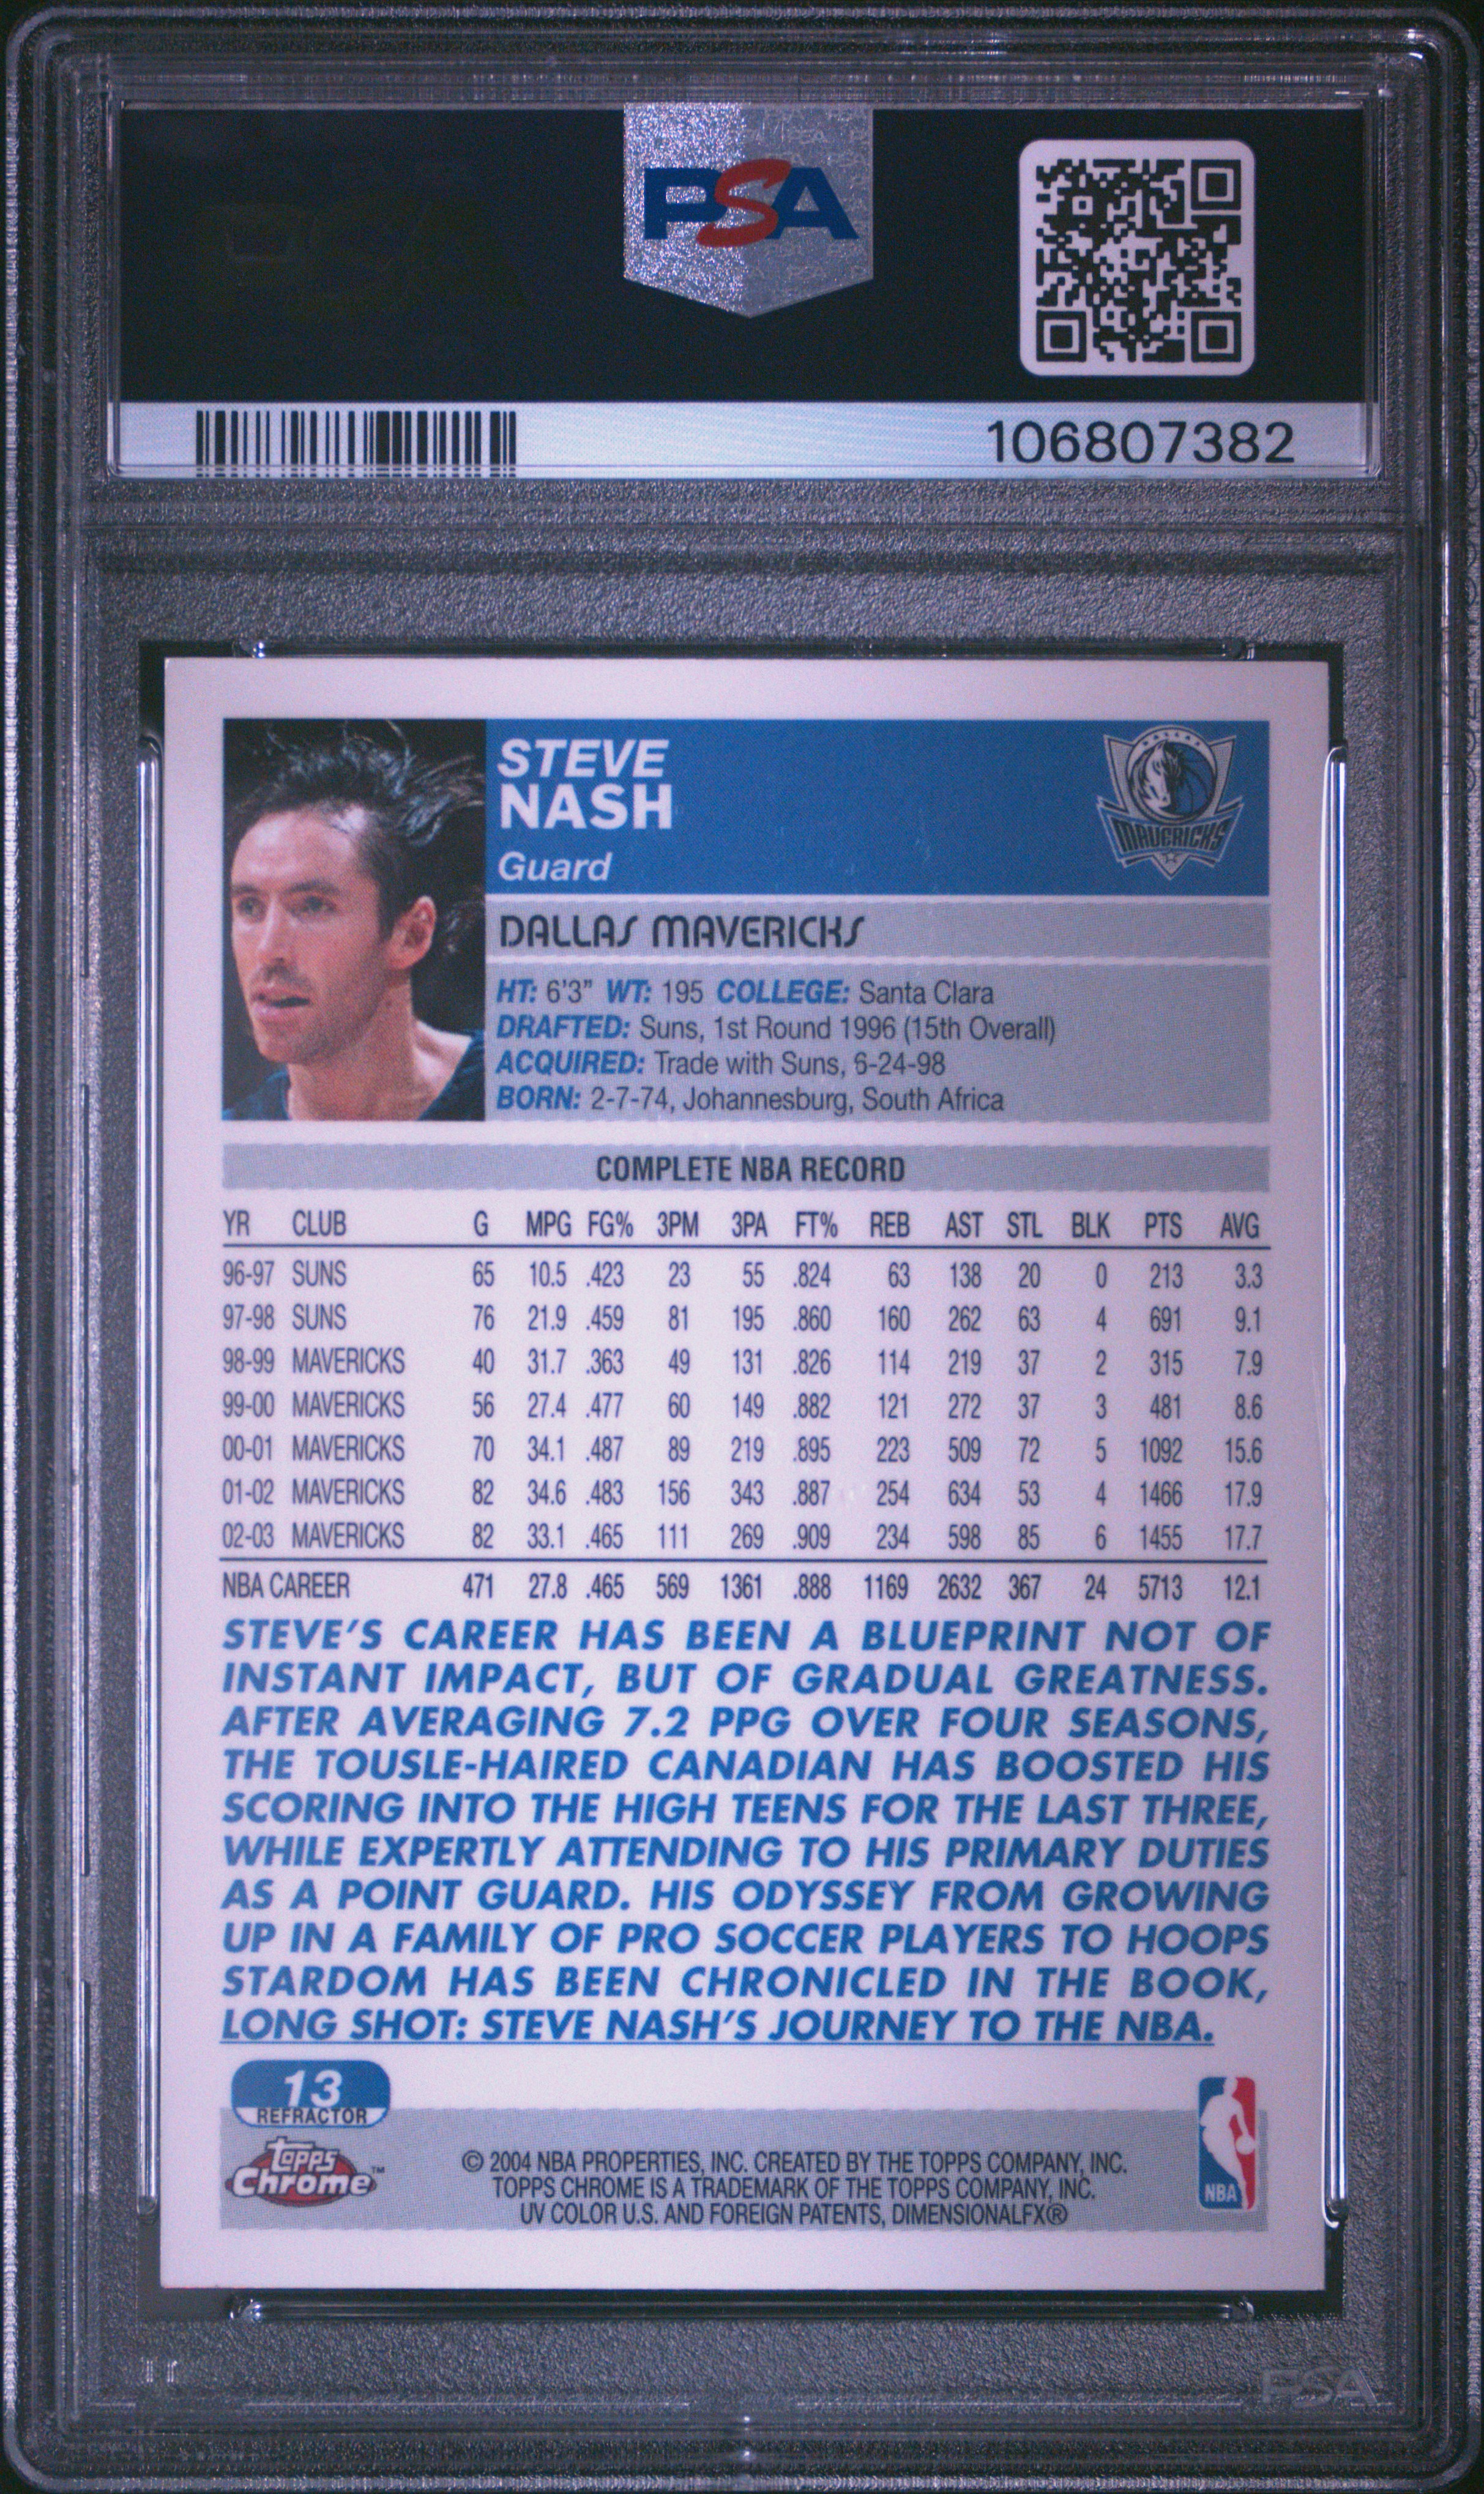 PSA
106807382
STEVE
NASH
Guard
MAVERICKS
DALLAS MAVERICKS
HT: 6'3" WT: 195 COLLEGE: Santa Clara
DRAFTED: Suns, 1st Round 1996 (15th Overall)
ACQUIRED: Trade with Suns, 6-24-98
BORN: 2-7-74, Johannesburg, South Africa
COMPLETE NBA RECORD
YR CLUB G MPG FG% 3PM 3PA FT% REB AST STL BLK PTS AVG
96-97 SUNS 65 10.5 .423 23 55 .824 63 138 20 0 213 3.3
97-98 SUNS 76 21.9 .459 81 195 .860 160 262 63 4 691 9.1
98-99 MAVERICKS 40 31.7 .363 49 131 .826 114 219 37 2 315 7.9
99-00 MAVERICKS 56 27.4 .477 60 149 .882 121 272 37 3 481 8.6
00-01 MAVERICKS 70 34.1 .487 89 219 .895 223 509 72 5 1092 15.6
01-02 MAVERICKS 82 34.6 .483 156 343 .887 254 634 53 4 1466 17.9
02-03 MAVERICKS 82 33.1 .465 111 269 .909 234 598 85 6 1455 17.7
NBA CAREER 471 27.8 .465 569 1361 .888 1169 2632 367 24 5713 12.1
STEVE'S CAREER HAS BEEN A BLUEPRINT NOT OF
INSTANT IMPACT, BUT OF GRADUAL GREATNESS.
AFTER AVERAGING 7.2 PPG OVER FOUR SEASONS,
THE TOUSLE-HAIRED CANADIAN HAS BOOSTED HIS
SCORING INTO THE HIGH TEENS FOR THE LAST THREE,
WHILE EXPERTLY ATTENDING TO HIS PRIMARY DUTIES
AS A POINT GUARD. HIS ODYSSEY FROM GROWING
UP IN A FAMILY OF PRO SOCCER PLAYERS TO HOOPS
STARDOM HAS BEEN CHRONICLED IN THE BOOK,
LONG SHOT: STEVE NASH'S JOURNEY TO THE NBA.
13
REFRACTOR
topps
Chrome™
© 2004 NBA PROPERTIES, INC. CREATED BY THE TOPPS COMPANY, INC.
TOPPS CHROME IS A TRADEMARK OF THE TOPPS COMPANY, INC.
UV COLOR U.S. AND FOREIGN PATENTS, DIMENSIONALFX®
NBA
PSA